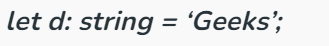 let d: string = ‘Geeks’;